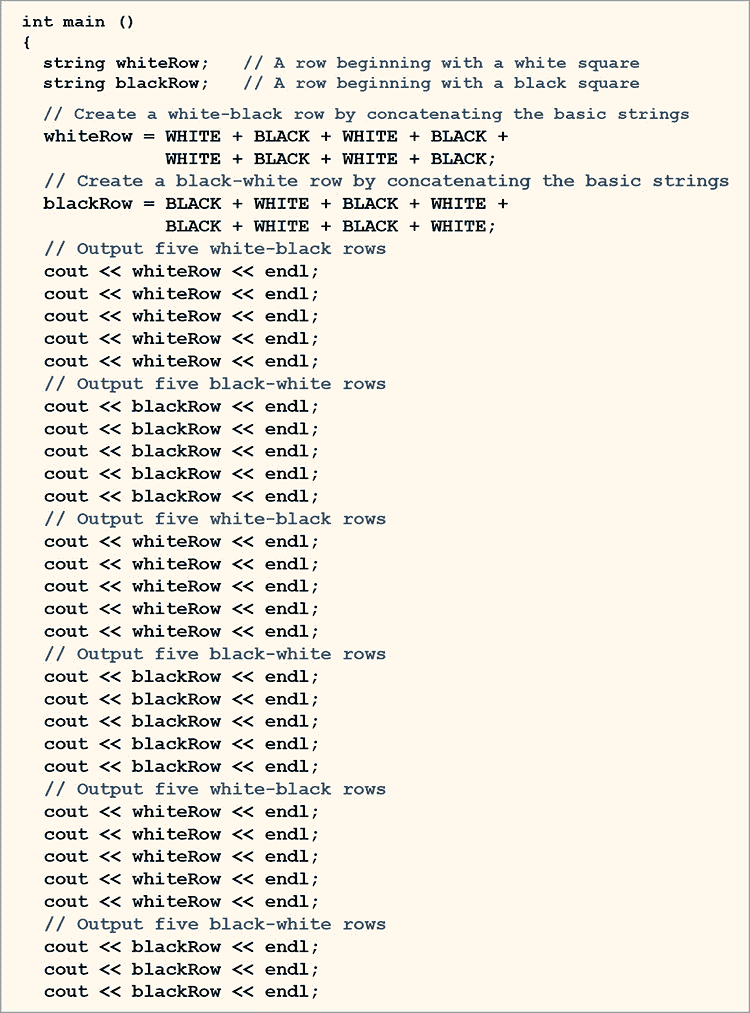 int main ()
{
string whiteRow; // A row beginning with a white square
string blackRow; // A row beginning with a black square
// Create a white-black row by concatenating the basic strings
whiteRow = WHITE + BLACK + WHITE + BLACK +
WHITE + BLACK + WHITE + BLACK;
// Create a black-white row by concatenating the basic strings
blackRow = BLACK + WHITE + BLACK + WHITE +
BLACK + WHITE + BLACK + WHITE;
// Output five white-black rows
cout << whiteRow << endl;
cout << whiteRow << endl;
cout << whiteRow << endl;
cout << whiteRow << endl;
cout << whiteRow << endl;
// Output five black-white rows
cout << blackRow << endl;
cout << blackRow << endl;
cout << blackRow << endl;
cout << blackRow << endl;
cout << blackRow << endl;
// Output five white-black rows
cout << whiteRow << endl;
cout << whiteRow << endl;
cout << whiteRow << endl;
cout << whiteRow << endl;
cout << whiteRow << endl;
// Output five black-white rows
cout << blackRow << endl;
cout << blackRow << endl;
cout << blackRow << endl;
cout << blackRow << endl;
cout << blackRow << endl;
// Output five white-black rows
cout << whiteRow << endl;
cout << whiteRow << endl;
cout << whiteRow << endl;
cout << whiteRow << endl;
cout << whiteRow << endl;
// Output five black-white rows
cout << blackRow << endl;
cout << blackRow << endl;
cout << blackRow << endl;